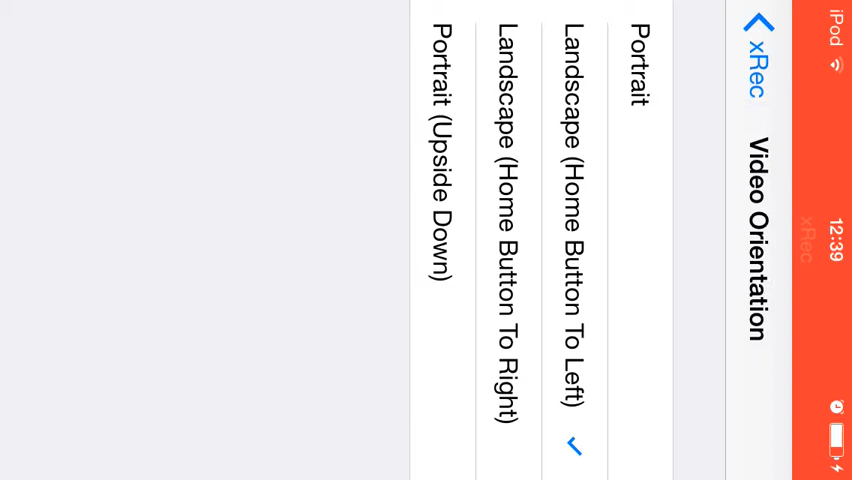 iPod 12:39
xRec
xRec Video Orientation
Portrait
Landscape (Home Button To Left)
Landscape (Home Button To Right)
Portrait (Upside Down)